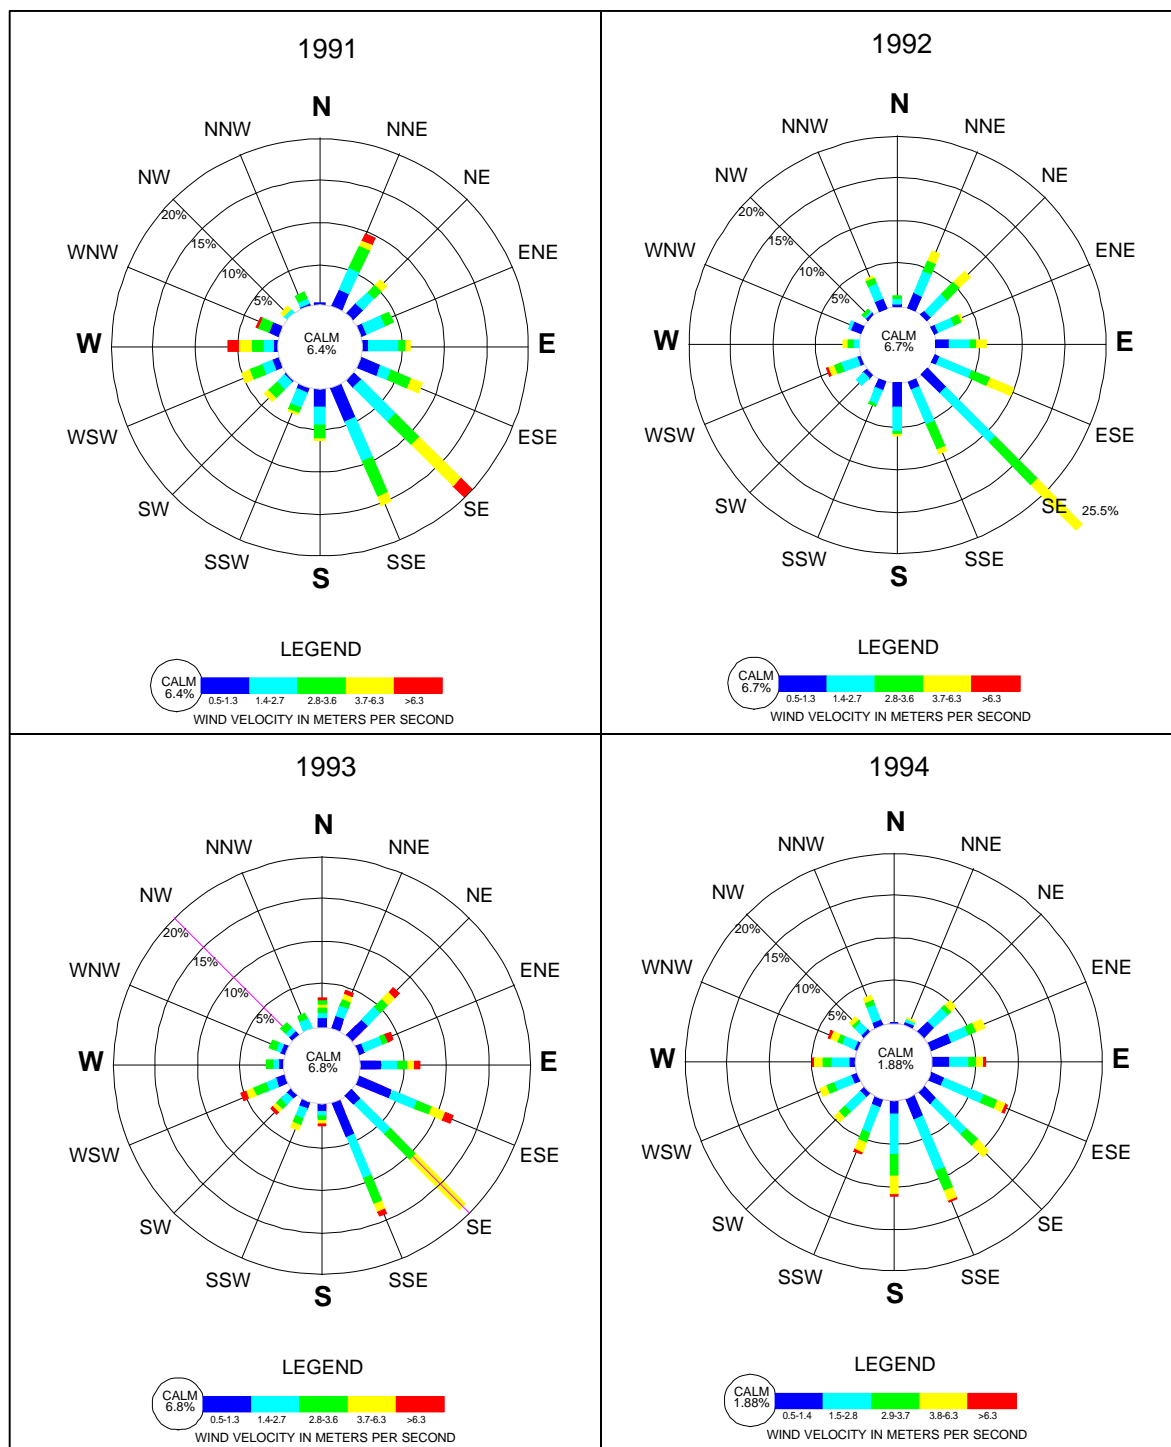 1991
N
NNW
NNE
NW
NE
20%
15%
WNW
ENE
10%
5%
CALM
6.4%
W
E
WSW
ESE
SW
SE
SSW
SSE
S
LEGEND
CALM
6.4%
0.5-1.3
1.4-2.7
2.8-3.6
3.7-6.3
>6.3
WIND VELOCITY IN METERS PER SECOND
1992
N
NNW
NNE
NW
NE
20%
15%
WNW
ENE
10%
5%
CALM
6.7%
W
E
WSW
ESE
SW
SE
25.5%
SSW
SSE
S
LEGEND
CALM
6.7%
0.5-1.3
1.4-2.7
2.8-3.6
3.7-6.3
>6.3
WIND VELOCITY IN METERS PER SECOND
1993
N
NNW
NNE
NW
NE
20%
15%
WNW
ENE
10%
5%
CALM
6.8%
W
E
WSW
ESE
SW
SE
SSW
SSE
S
LEGEND
CALM
6.8%
0.5-1.3
1.4-2.7
2.8-3.6
3.7-6.3
>6.3
WIND VELOCITY IN METERS PER SECOND
1994
N
NNW
NNE
NW
NE
20%
15%
WNW
ENE
10%
5%
CALM
1.88%
W
E
WSW
ESE
SW
SE
SSW
SSE
S
LEGEND
CALM
1.88%
0.5-1.4
1.5-2.8
2.9-3.7
3.8-6.3
>6.3
WIND VELOCITY IN METERS PER SECOND